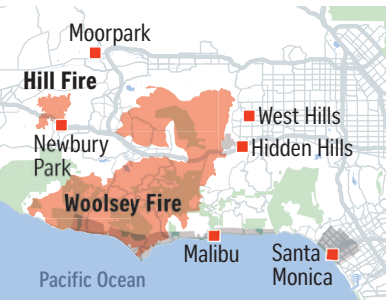 Moorpark
Hill Fire
West Hills
Newbury
Park
Hidden Hills
Woolsey Fire
Malibu
Santa
Monica
Pacific Ocean